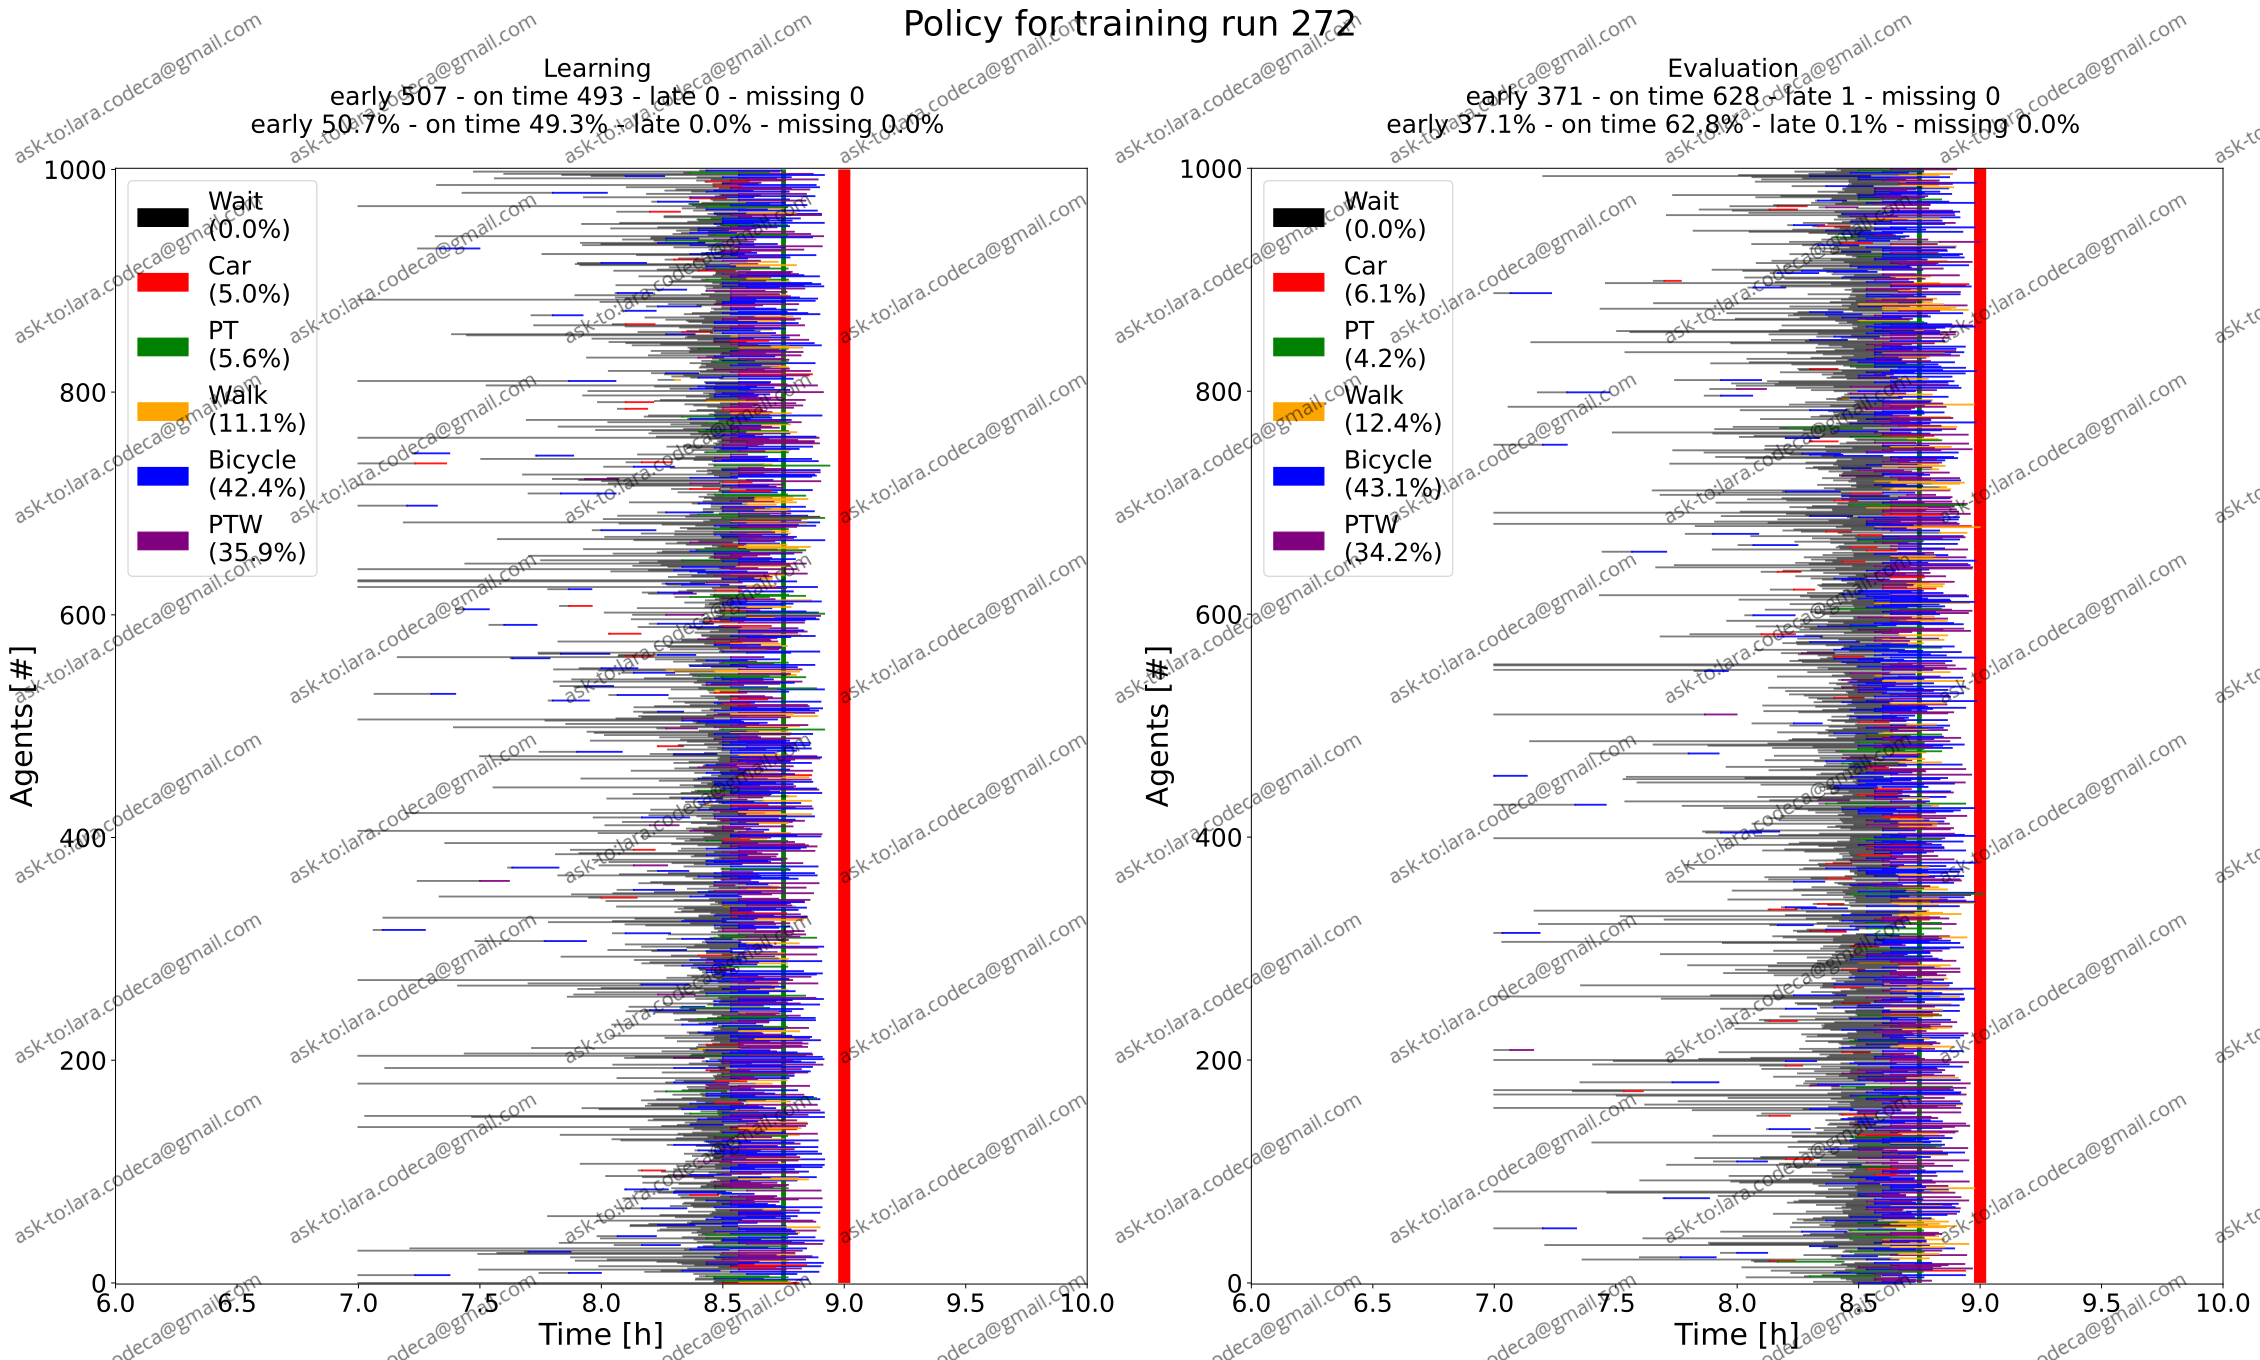 Policy for training run 272
Learning
early 507 - on time 493 - late 0 - missing 0
early 50.7% - on time 49.3% - late 0.0% - missing 0.0%
Wait
(0.0%)
Car
(5.0%)
PT
(5.6%)
Walk
(11.1%)
Bicycle
(42.4%)
PTW
(35.9%)
1000
800
600
400
200
0
Agents [#]
6.0 6.5 7.0 7.5 8.0 8.5 9.0 9.5 10.0
Time [h]
Evaluation
early 371 - on time 628 - late 1 - missing 0
early 37.1% - on time 62.8% - late 0.1% - missing 0.0%
Wait
(0.0%)
Car
(6.1%)
PT
(4.2%)
Walk
(12.4%)
Bicycle
(43.1%)
PTW
(34.2%)
1000
800
600
400
200
0
Agents [#]
6.0 6.5 7.0 7.5 8.0 8.5 9.0 9.5 10.0
Time [h]
ask-to:lara.codeca@gmail.com